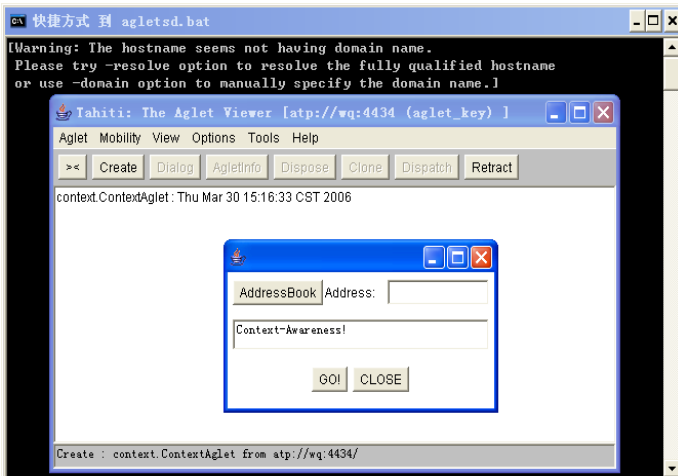 快捷方式 到 agletsd.bat
[Warning: The hostname seems not having domain name.
Please try -resolve option to resolve the fully qualified hostname
or use -domain option to manually specify the domain name.]
Tahiti: The Aglet Viewer [atp://wq:4434 (aglet_key) ]
Aglet Mobility View Options Tools Help
>< Create Dialog AgletInfo Dispose Clone Dispatch Retract
context.ContextAglet : Thu Mar 30 15:16:33 CST 2006
AddressBook Address:
Context-Awareness!
GO! CLOSE
Create : context.ContextAglet from atp://wq:4434/